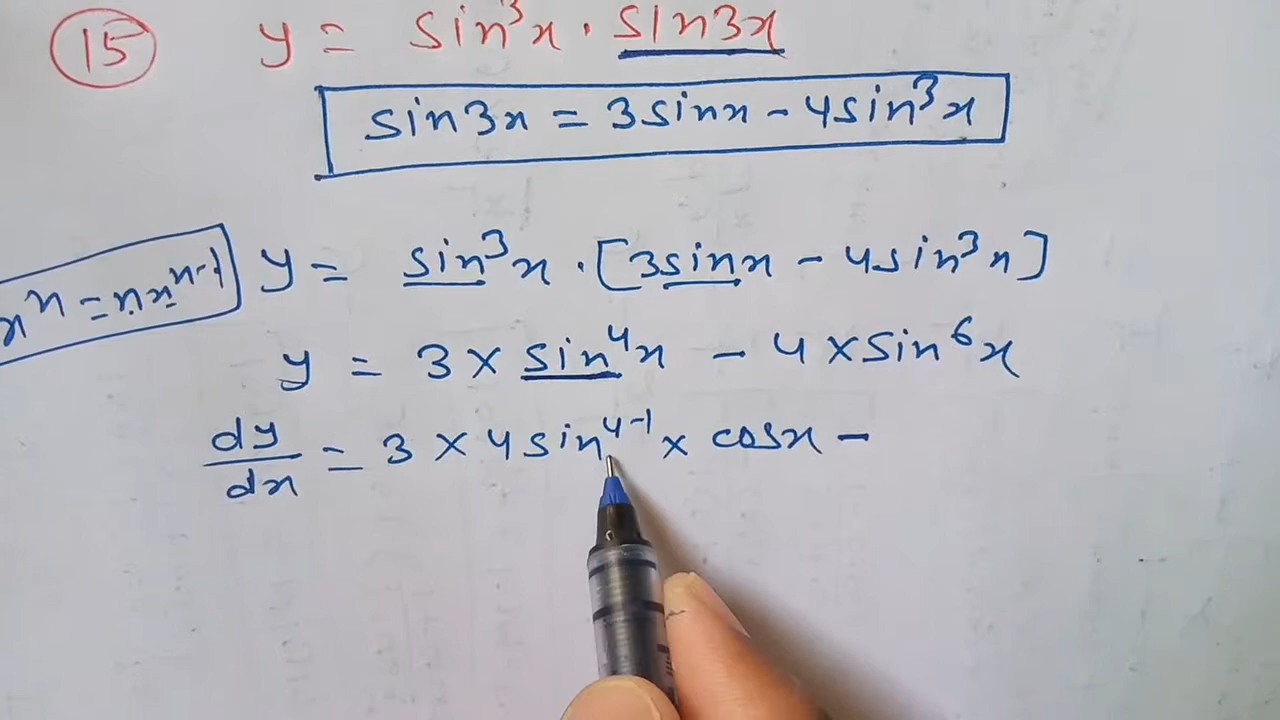 15 y = sin³x · sin3x
sin3x = 3sinx - 4sin³x
xⁿ = nxⁿ⁻¹
y = sin³x · [3sinx - 4sin³x]
y = 3 × sin⁴x - 4 × sin⁶x
dy/dx = 3 × 4 sin⁴⁻¹ × cosx -